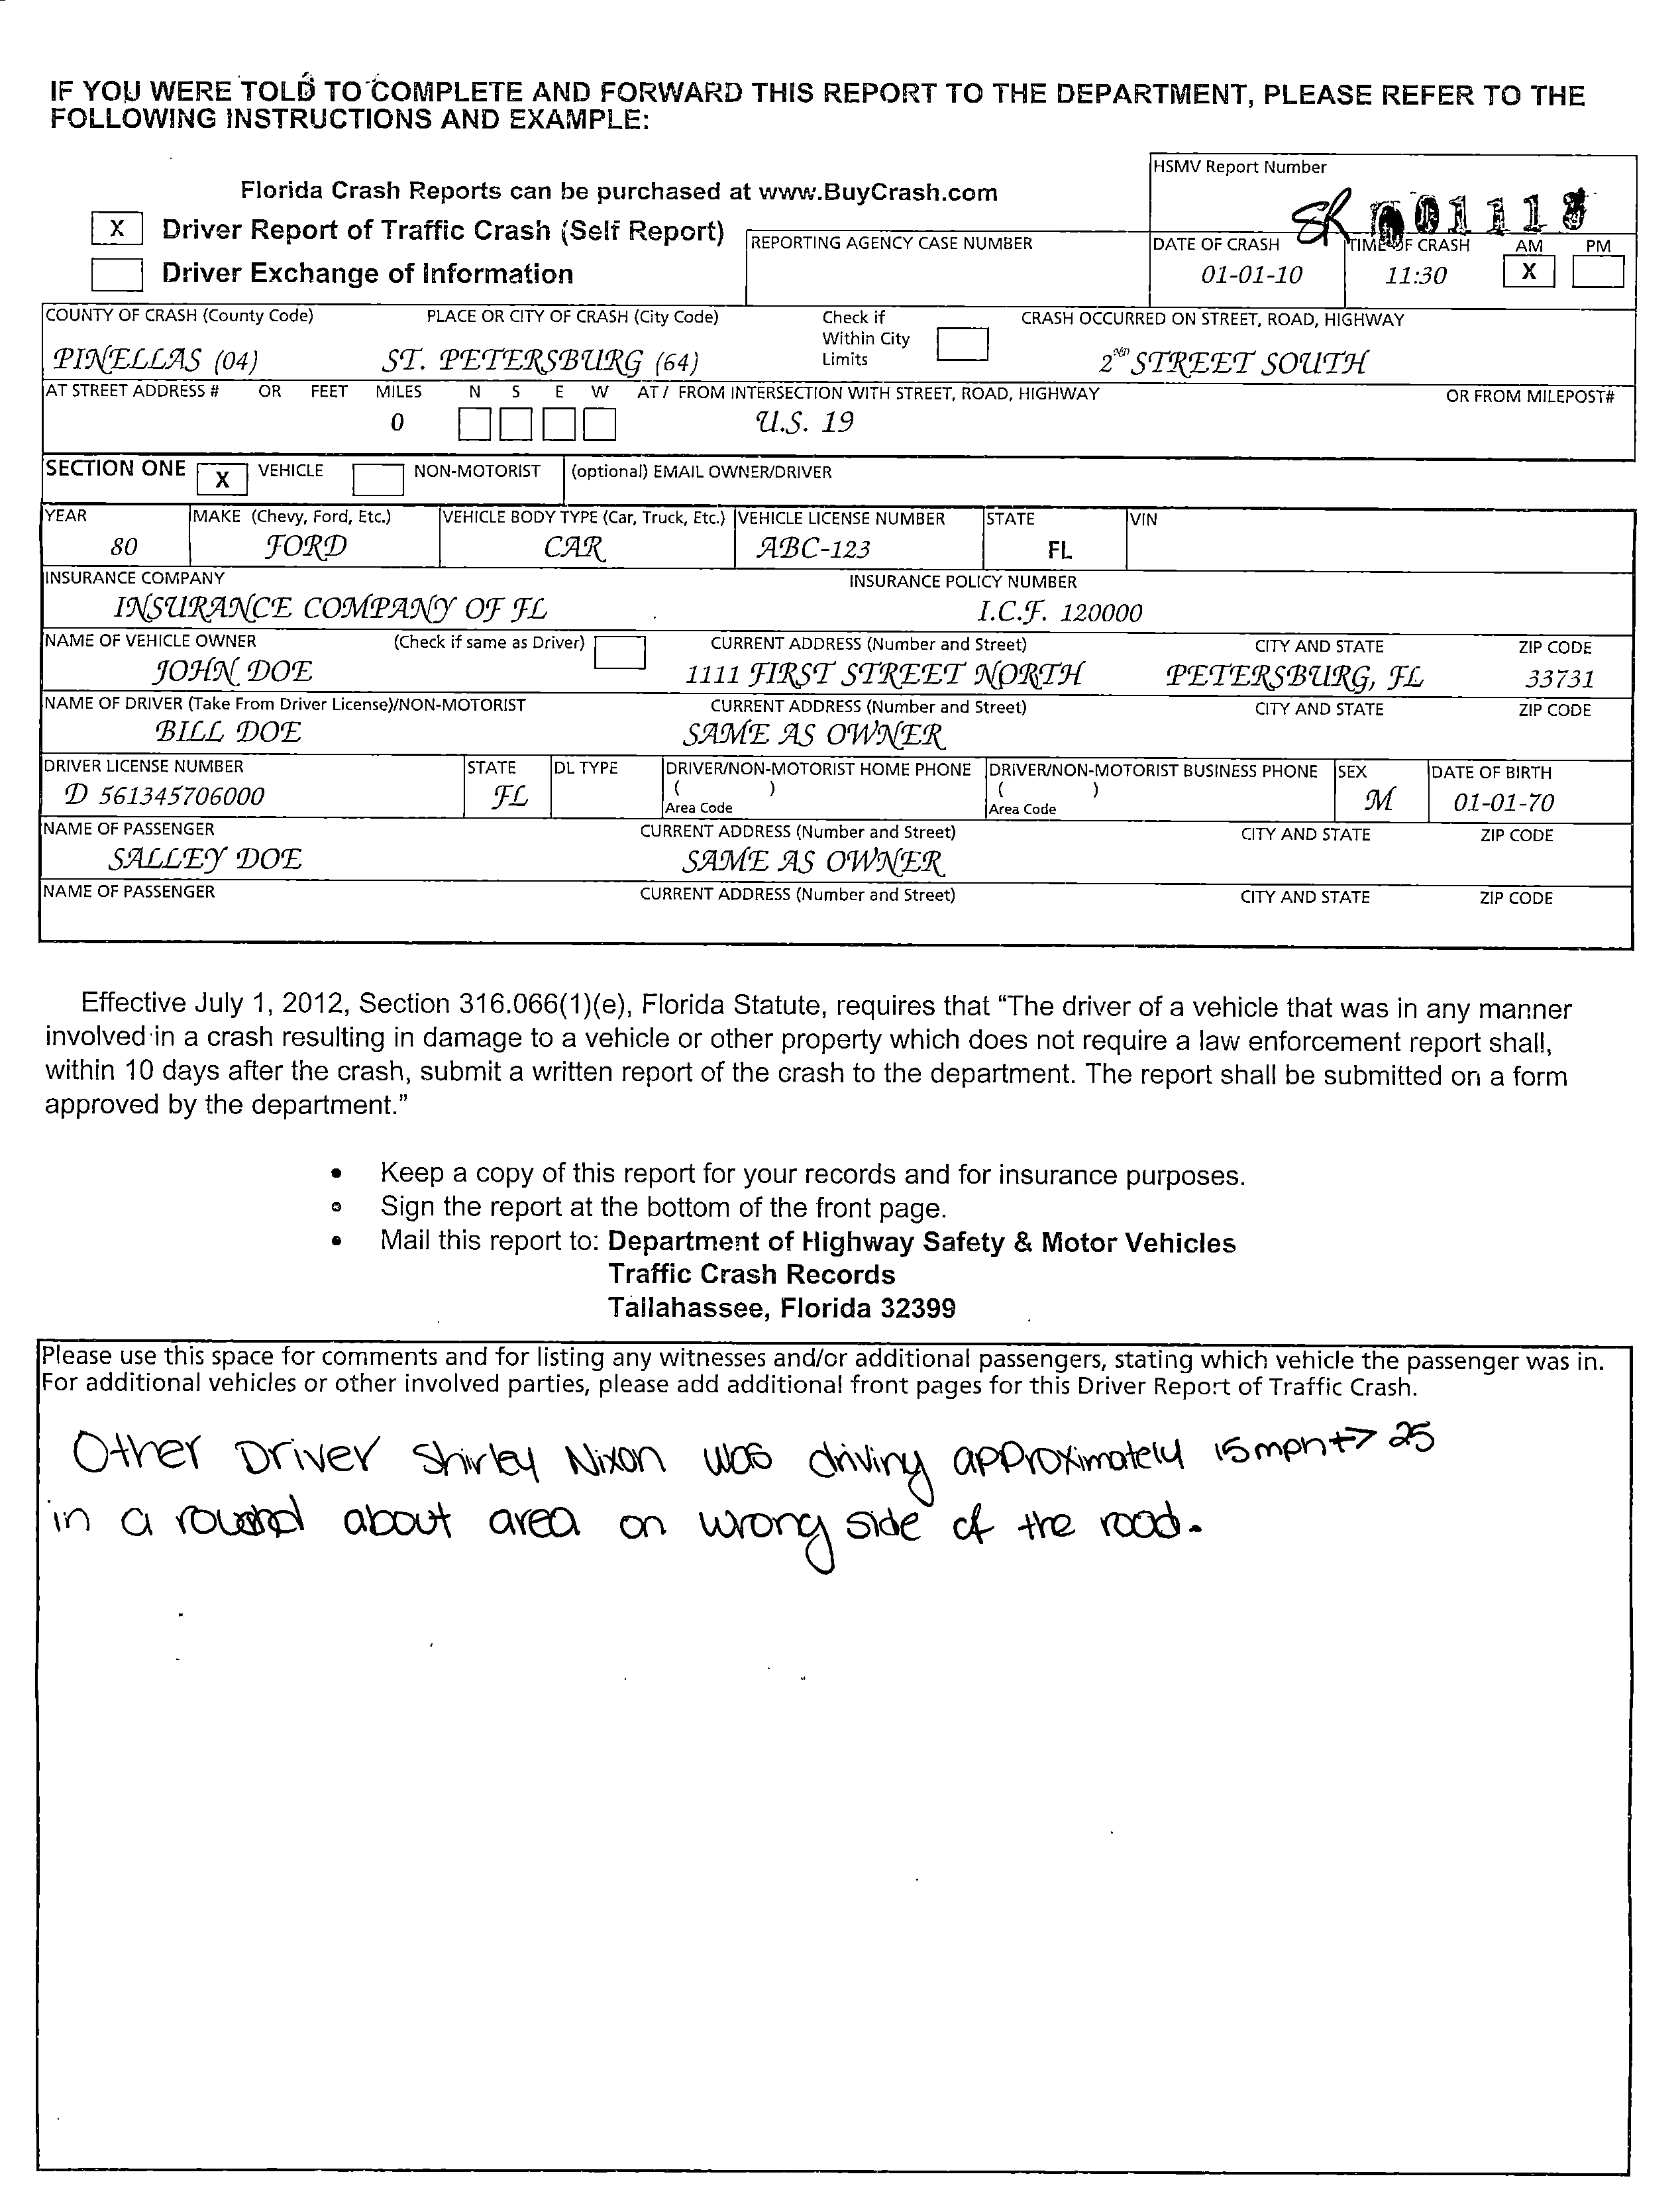 IF YOU WERE TOLD TO COMPLETE AND FORWARD THIS REPORT TO THE DEPARTMENT, PLEASE REFER TO THE
FOLLOWING INSTRUCTIONS AND EXAMPLE:
HSMV Report Number
Florida Crash Reports can be purchased at www.BuyCrash.com
X Driver Report of Traffic Crash (Self Report)
REPORTING AGENCY CASE NUMBER DATE OF CRASH TIME OF CRASH AM PM
Driver Exchange of Information 01-01-10 11:30 X
COUNTY OF CRASH (County Code) PLACE OR CITY OF CRASH (City Code) Check if Within City Limits CRASH OCCURRED ON STREET, ROAD, HIGHWAY
PINELLAS (04) ST. PETERSBURG (64) 2ND STREET SOUTH
AT STREET ADDRESS # OR FEET MILES N S E W AT / FROM INTERSECTION WITH STREET, ROAD, HIGHWAY OR FROM MILEPOST#
0 U.S. 19
SECTION ONE X VEHICLE NON-MOTORIST (optional) EMAIL OWNER/DRIVER
YEAR MAKE (Chevy, Ford, Etc.) VEHICLE BODY TYPE (Car, Truck, Etc.) VEHICLE LICENSE NUMBER STATE VIN
80 FORD CAR ABC-123 FL
INSURANCE COMPANY INSURANCE POLICY NUMBER
INSURANCE COMPANY OF FL I.C.F. 120000
NAME OF VEHICLE OWNER (Check if same as Driver) CURRENT ADDRESS (Number and Street) CITY AND STATE ZIP CODE
JOHN DOE 1111 FIRST STREET NORTH PETERSBURG, FL 33731
NAME OF DRIVER (Take From Driver License)/NON-MOTORIST CURRENT ADDRESS (Number and Street) CITY AND STATE ZIP CODE
BILL DOE SAME AS OWNER
DRIVER LICENSE NUMBER STATE DL TYPE DRIVER/NON-MOTORIST HOME PHONE DRIVER/NON-MOTORIST BUSINESS PHONE SEX DATE OF BIRTH
D 561345706000 FL ( ) Area Code ( ) Area Code M 01-01-70
NAME OF PASSENGER CURRENT ADDRESS (Number and Street) CITY AND STATE ZIP CODE
SALLEY DOE SAME AS OWNER
NAME OF PASSENGER CURRENT ADDRESS (Number and Street) CITY AND STATE ZIP CODE
Effective July 1, 2012, Section 316.066(1)(e), Florida Statute, requires that “The driver of a vehicle that was in any manner
involved in a crash resulting in damage to a vehicle or other property which does not require a law enforcement report shall,
within 10 days after the crash, submit a written report of the crash to the department. The report shall be submitted on a form
approved by the department.”
• Keep a copy of this report for your records and for insurance purposes.
• Sign the report at the bottom of the front page.
• Mail this report to: Department of Highway Safety & Motor Vehicles
Traffic Crash Records
Tallahassee, Florida 32399
Please use this space for comments and for listing any witnesses and/or additional passengers, stating which vehicle the passenger was in.
For additional vehicles or other involved parties, please add additional front pages for this Driver Report of Traffic Crash.
Other Driver Shirley Nixon was driving approximately 15mph +> 25
in a round about area on wrong side of the road.